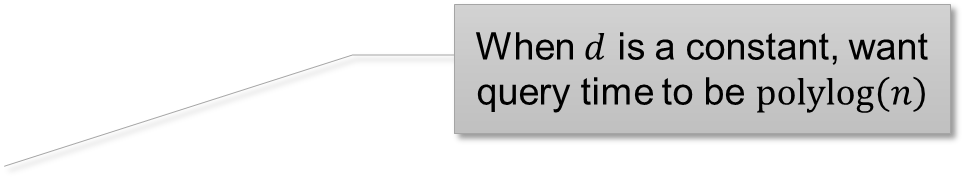 When 𝑑 is a constant, want
query time to be polylog(𝑛)